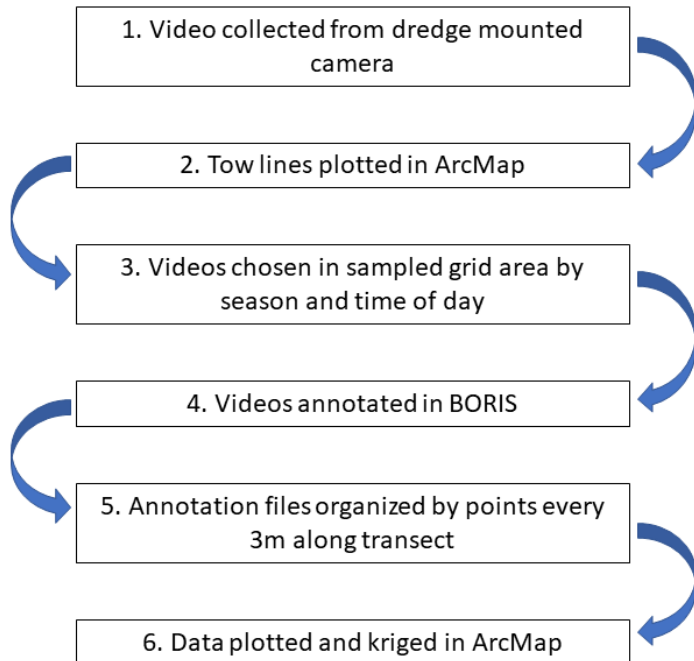 1. Video collected from dredge mounted
camera
2. Tow lines plotted in ArcMap
3. Videos chosen in sampled grid area by
season and time of day
4. Videos annotated in BORIS
5. Annotation files organized by points every
3m along transect
6. Data plotted and kriged in ArcMap